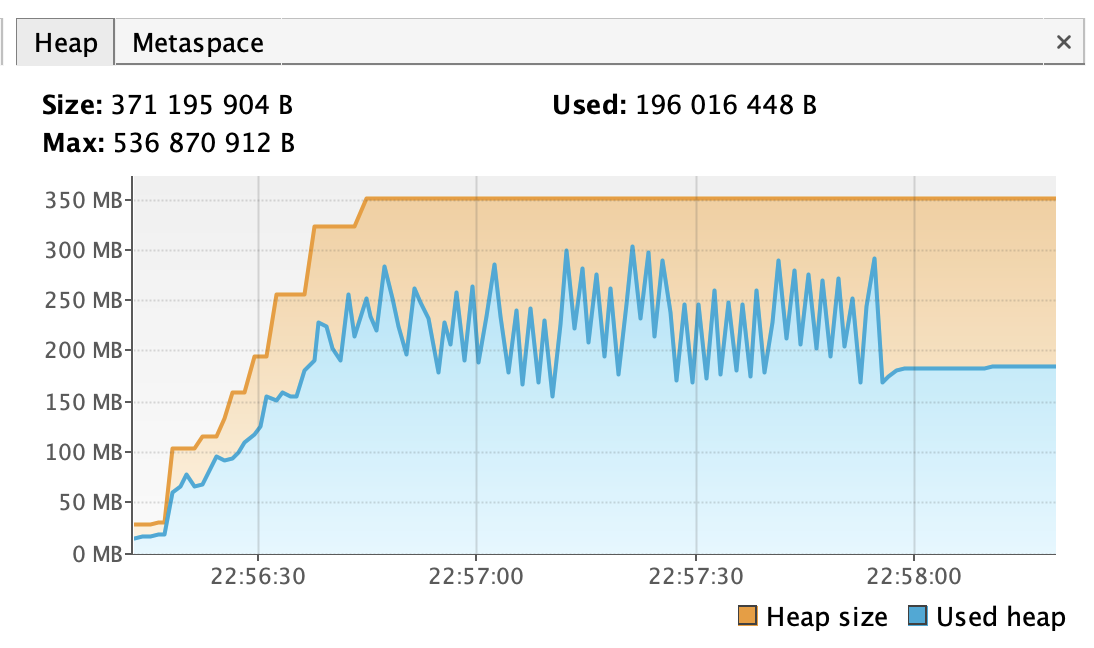 Heap Metaspace ×
Size: 371 195 904 B Used: 196 016 448 B
Max: 536 870 912 B
350 MB
300 MB
250 MB
200 MB
150 MB
100 MB
50 MB
0 MB
22:56:30 22:57:00 22:57:30 22:58:00
Heap size Used heap